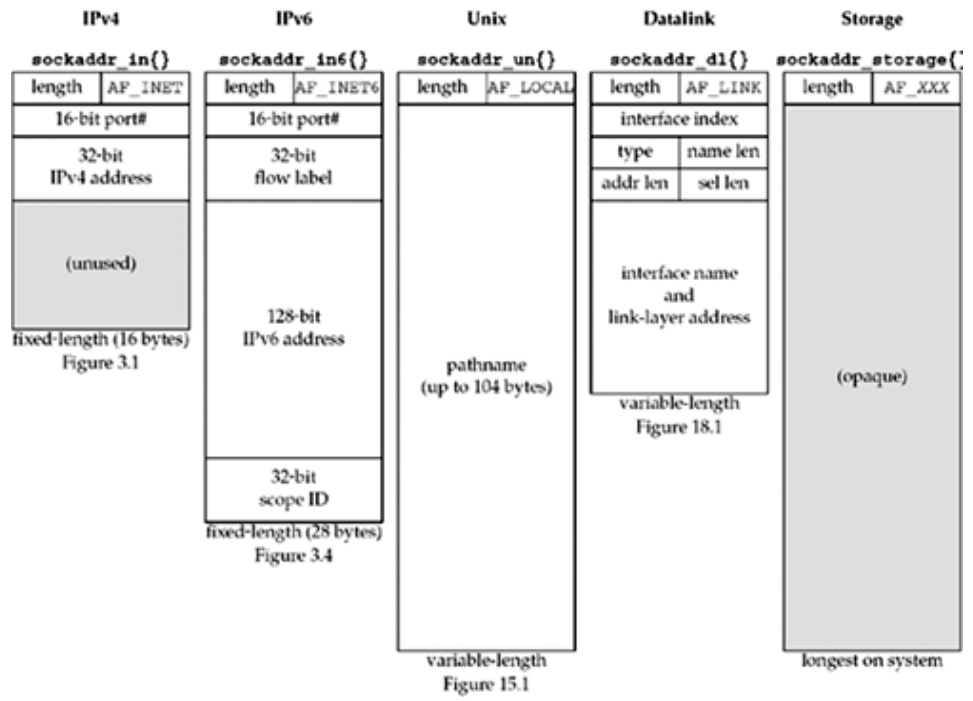 IPv4
sockaddr_in{}
length AF_INET
16-bit port#
32-bit
IPv4 address
(unused)
fixed-length (16 bytes)
Figure 3.1
IPv6
sockaddr_in6{}
length AF_INET6
16-bit port#
32-bit
flow label
128-bit
IPv6 address
32-bit
scope ID
fixed-length (28 bytes)
Figure 3.4
Unix
sockaddr_un{}
length AF_LOCAL
pathname
(up to 104 bytes)
variable-length
Figure 15.1
Datalink
sockaddr_dl{}
length AF_LINK
interface index
type name len
addr len sel len
interface name
and
link-layer address
variable-length
Figure 18.1
Storage
sockaddr_storage{}
length AF_XXX
(opaque)
longest on system